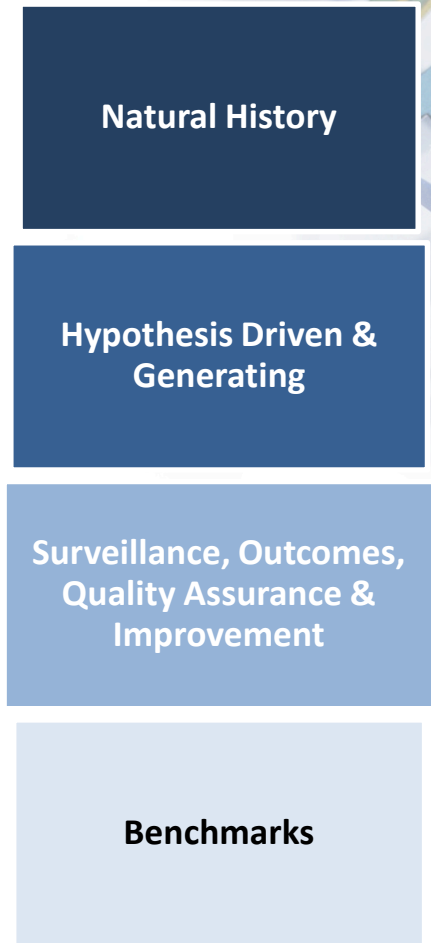 Natural History
Hypothesis Driven &
Generating
Surveillance, Outcomes,
Quality Assurance &
Improvement
Benchmarks